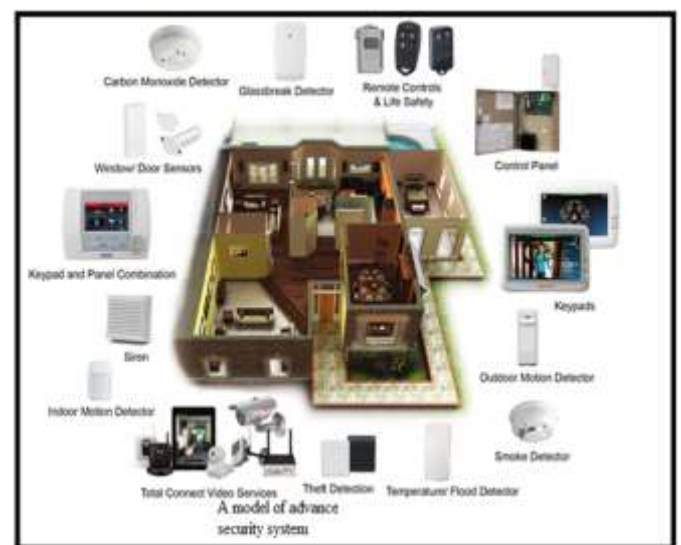 Carbon Monoxide Detector
Glassbreak Detector
Remote Controls
& Life Safety
Window/ Door Sensors
Control Panel
Keypad and Panel Combination
Keypads
Siren
Outdoor Motion Detector
Indoor Motion Detector
Smoke Detector
Total Connect Video Services
Theft Detection
Temperature/ Flood Detector
A model of advance
security system